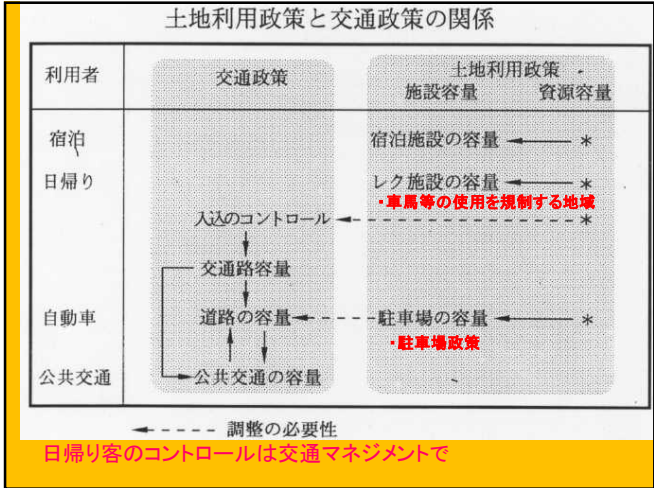 土地利用政策と交通政策の関係
利用者 交通政策 土地利用政策
施設容量 資源容量
宿泊 宿泊施設の容量 *
日帰り レク施設の容量 *
・車馬等の使用を規制する地域
入込のコントロール *
交通路容量
自動車 道路の容量 駐車場の容量 *
・駐車場政策
公共交通 公共交通の容量
調整の必要性
日帰り客のコントロールは交通マネジメントで